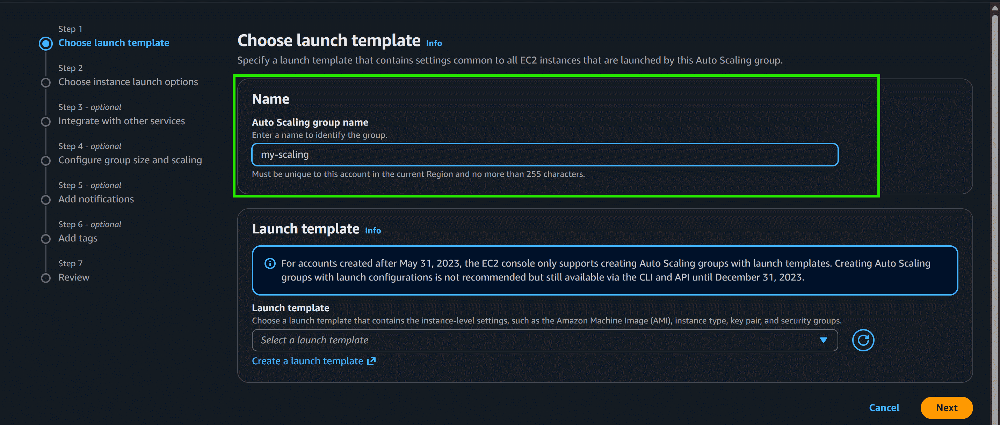 Step 1
Choose launch template
Step 2
Choose instance launch options
Step 3 - optional
Integrate with other services
Step 4 - optional
Configure group size and scaling
Step 5 - optional
Add notifications
Step 6 - optional
Add tags
Step 7
Review
Choose launch template Info
Specify a launch template that contains settings common to all EC2 instances that are launched by this Auto Scaling group.
Name
Auto Scaling group name
Enter a name to identify the group.
my-scaling
Must be unique to this account in the current Region and no more than 255 characters.
Launch template Info
For accounts created after May 31, 2023, the EC2 console only supports creating Auto Scaling groups with launch templates. Creating Auto Scaling
groups with launch configurations is not recommended but still available via the CLI and API until December 31, 2023.
Launch template
Choose a launch template that contains the instance-level settings, such as the Amazon Machine Image (AMI), instance type, key pair, and security groups.
Select a launch template
Create a launch template
Cancel
Next